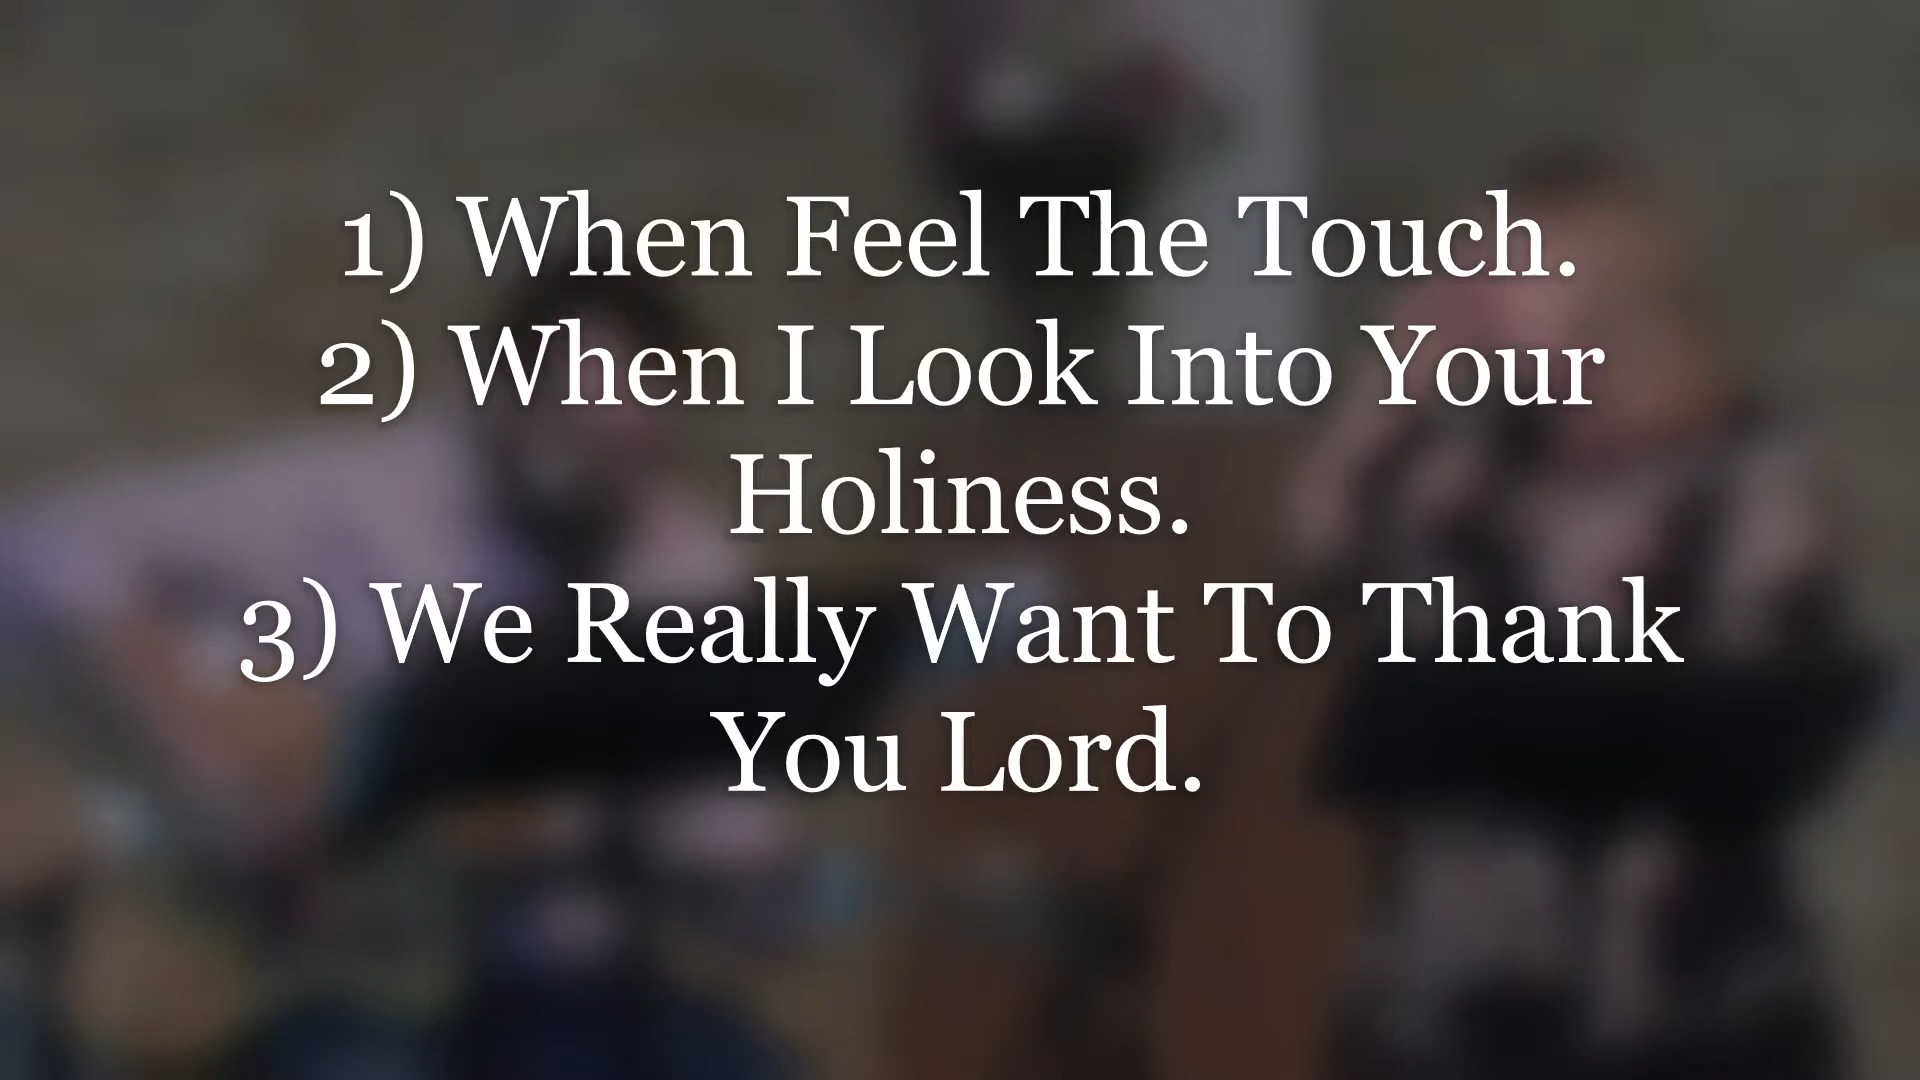 1) When Feel The Touch.
2) When I Look Into Your
Holiness.
3) We Really Want To Thank
You Lord.